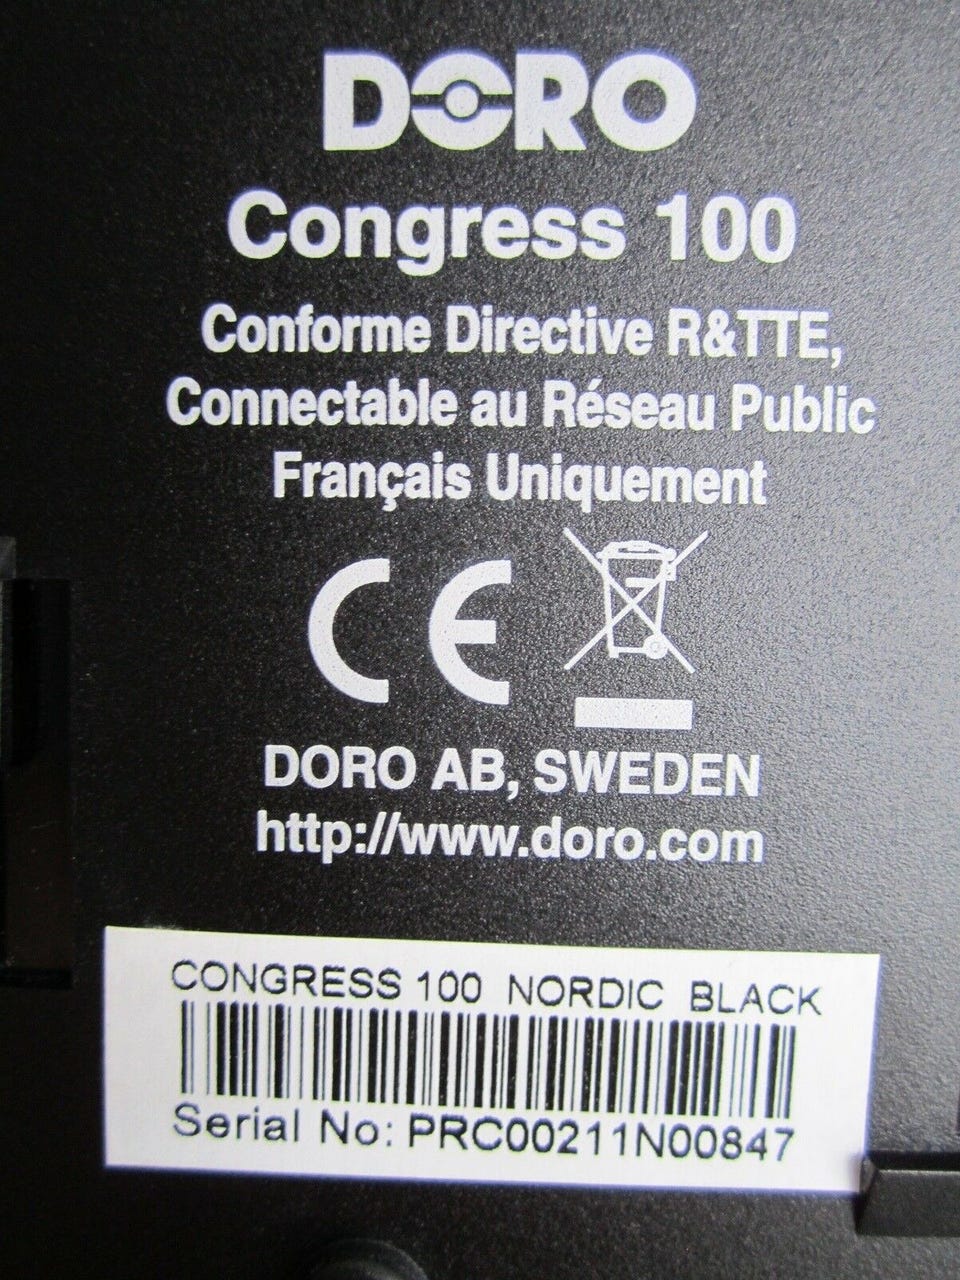 DORO
Congress 100
Conforme Directive R&TTE,
Connectable au Réseau Public
Français Uniquement
CE
DORO AB, SWEDEN
http://www.doro.com
CONGRESS 100 NORDIC BLACK
Serial No: PRC00211N00847